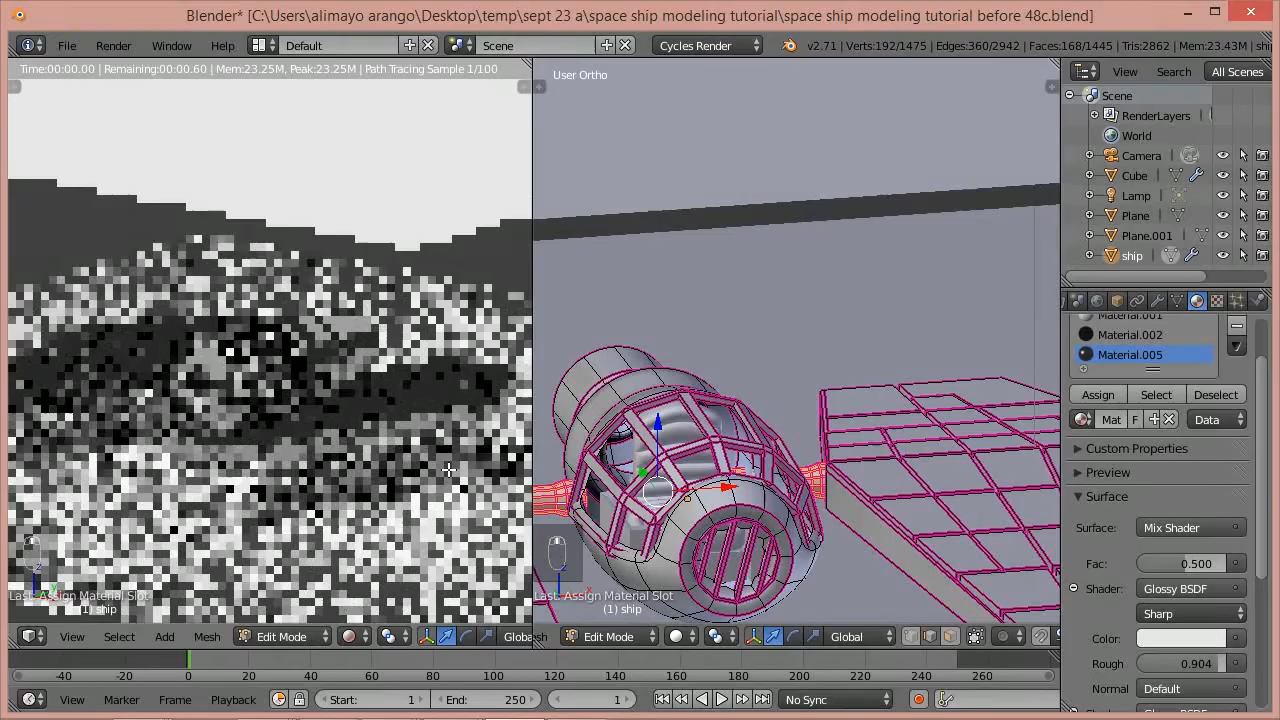 Blender* [C:\Users\alimayo arango\Desktop\temp\sept 23 a\space ship modeling tutorial\space ship modeling tutorial before 48c.blend]
File Render Window Help Default Scene Cycles Render v2.71 | Verts:192/1475 | Edges:360/2942 | Faces:168/1445 | Tris:2862 | Mem:23.43M | shi
Time:00:00.00 | Remaining:00:00.60 | Mem:23.25M, Peak:23.25M | Path Tracing Sample 1/100
User Ortho
View Search All Scenes
Scene
RenderLayers
World
Camera
Cube
Lamp
Plane
Plane.001
ship
Material.001
Material.002
Material.005
Assign Select Deselect
Mat F Data
Custom Properties
Preview
Surface
Surface: Mix Shader
Fac: 0.500
Shader: Glossy BSDF
Sharp
Color:
Rough 0.904
Normal Default
Last: Assign Material Slot
(1) ship
Last: Assign Material Slot
(1) ship
View Select Add Mesh Edit Mode Global
Edit Mode Global
-40 -20 0 20 40 60 80 100 120 140 160 180 200 220 240 260
View Marker Frame Playback Start: 1 End: 250 1 No Sync